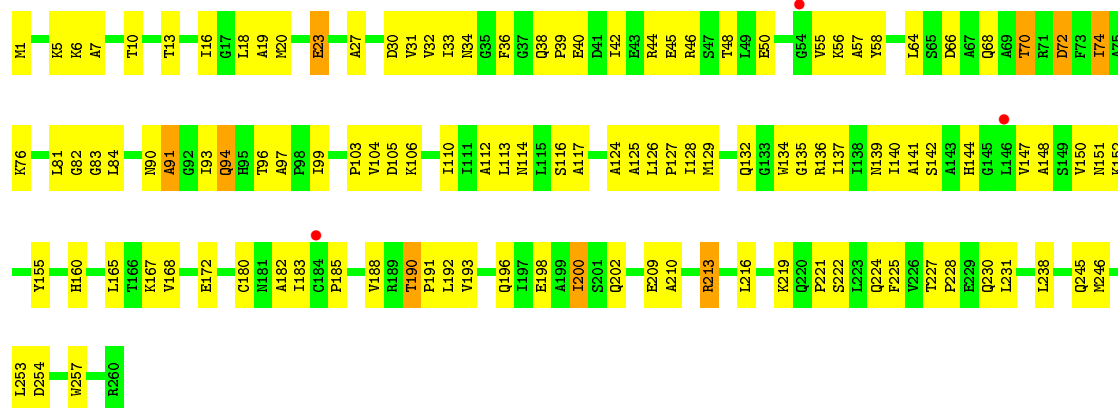 M1 K5 K6 A7 T10 T13 I16 G17 L18 A19 M20 E23 A27 D30 V31 V32 I33 N34 G35 F36 G37 Q38 P39 E40 D41 I42 E43 R44 E45 R46 S47 T48 L49 E50 G54 V55 K56 A57 Y58 L64 S65 D66 A67 Q68 A69 T70 R71 D72 F73 I74 A75
K76 L81 G82 G83 L84 N90 A91 G92 I93 Q94 H95 T96 A97 P98 I99 P103 V104 D105 K106 I110 I111 A112 L113 N114 L115 S116 A117 A124 A125 L126 P127 I128 M129 Q132 G133 W134 G135 R136 I137 I138 N139 I140 A141 S142 A143 H144 G145 L146 V147 A148 S149 V150 N151 K152
Y155 H160 L165 T166 K167 V168 E172 C180 N181 A182 I183 C184 P185 V188 R189 T190 P191 L192 V193 Q196 I197 E198 A199 I200 S201 Q202 E209 A210 R213 L216 K219 Q220 P221 S222 L223 Q224 F225 V226 T227 P228 E229 Q230 L231 L238 Q245 M246
L253 D254 W257 R260